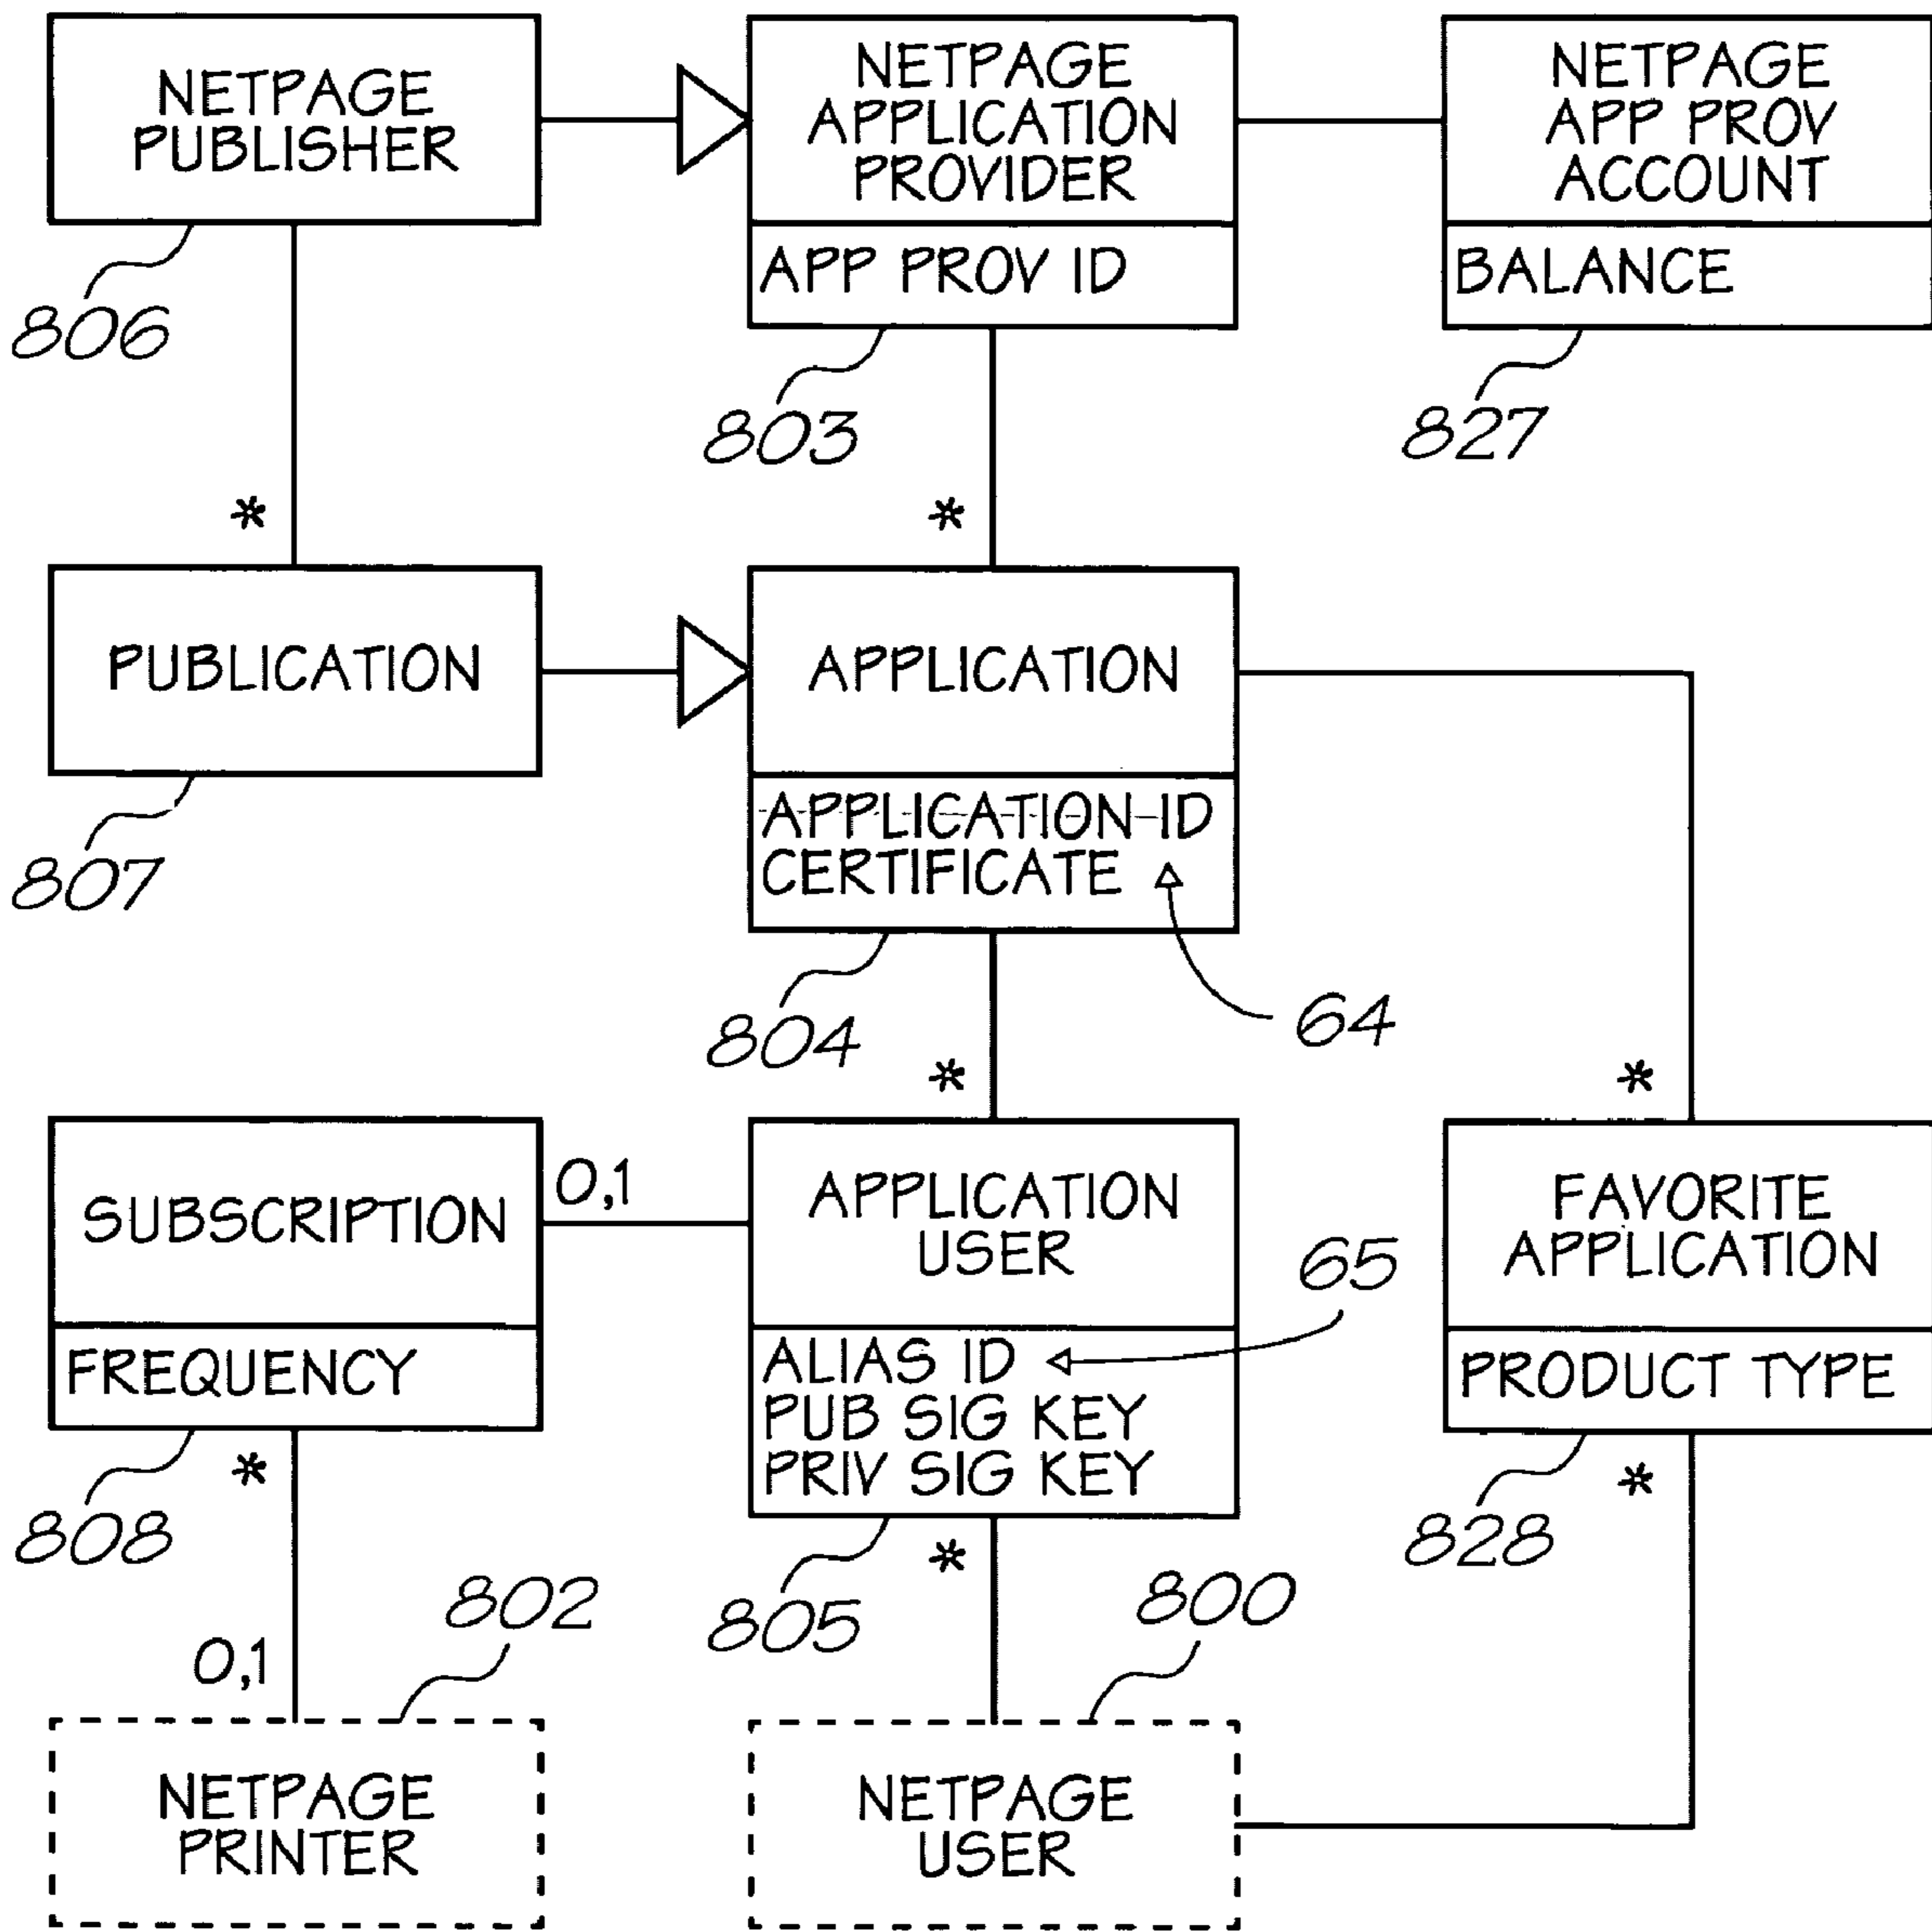 NETPAGE
PUBLISHER
NETPAGE
APPLICATION
PROVIDER
APP PROV ID
NETPAGE
APP PROV
ACCOUNT
BALANCE
806
803
827
*
*
PUBLICATION
APPLICATION
APPLICATION ID
CERTIFICATE
807
804
64
*
*
SUBSCRIPTION
FREQUENCY
0,1
APPLICATION
USER
ALIAS ID
PUB SIG KEY
PRIV SIG KEY
65
FAVORITE
APPLICATION
PRODUCT TYPE
808
*
805
*
828
*
802
800
0,1
NETPAGE
PRINTER
NETPAGE
USER